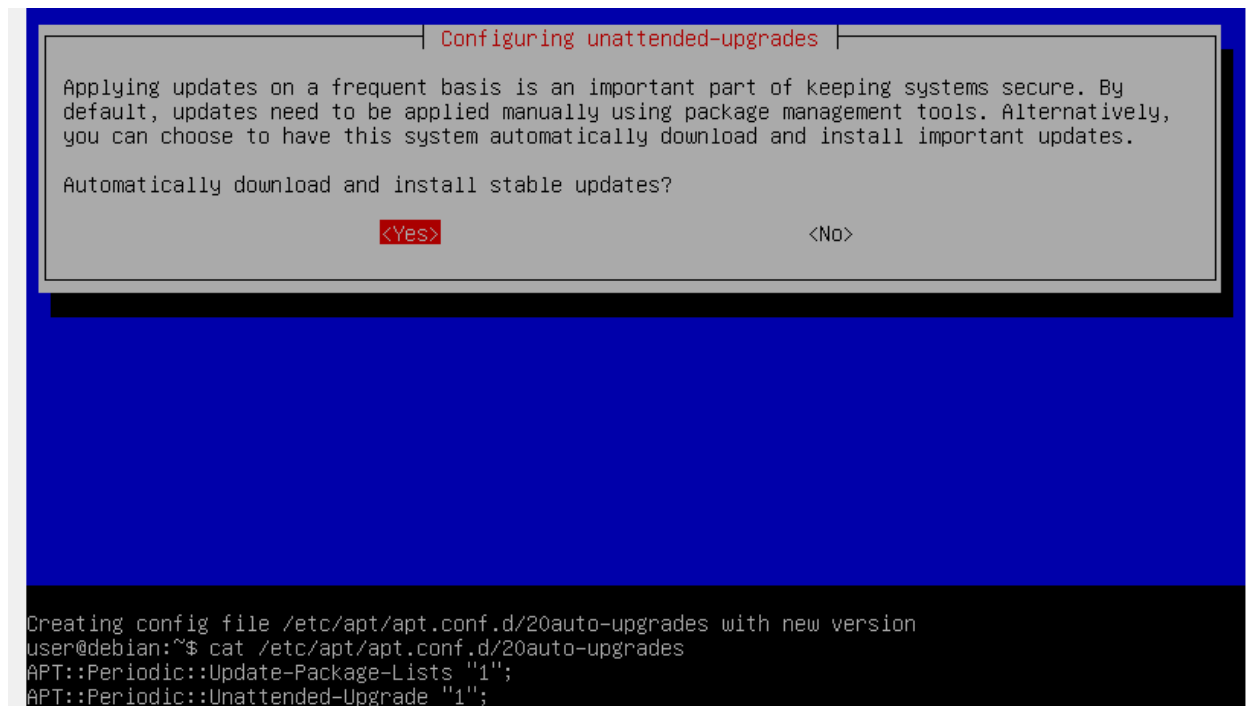 Configuring unattended-upgrades
Applying updates on a frequent basis is an important part of keeping systems secure. By
default, updates need to be applied manually using package management tools. Alternatively,
you can choose to have this system automatically download and install important updates.
Automatically download and install stable updates?
<Yes> <No>
Creating config file /etc/apt/apt.conf.d/20auto-upgrades with new version
user@debian:~$ cat /etc/apt/apt.conf.d/20auto-upgrades
APT::Periodic::Update-Package-Lists "1";
APT::Periodic::Unattended-Upgrade "1";